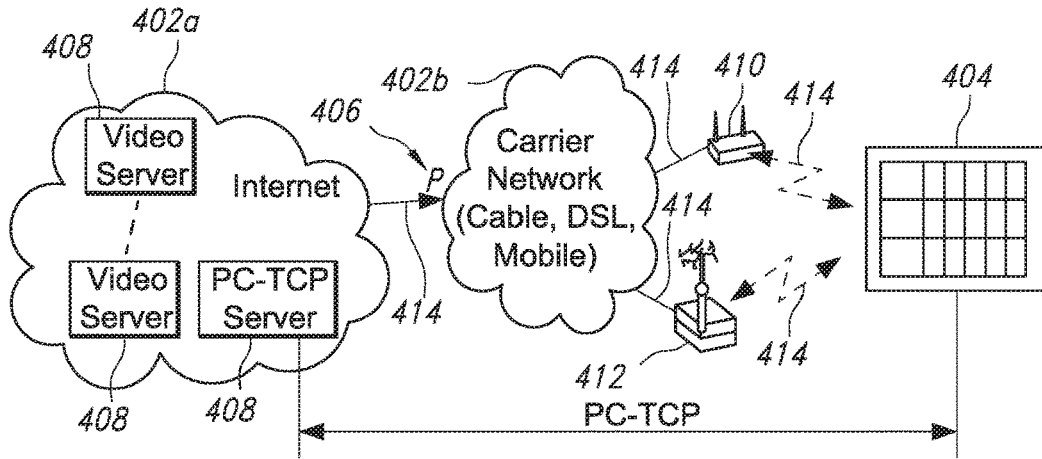 402a
408
402b
414
410
404
406
414
Video
Server
Internet
P
Carrier
Network
(Cable, DSL,
Mobile)
414
Video
Server
PC-TCP
Server
414
414
412
408
408
PC-TCP